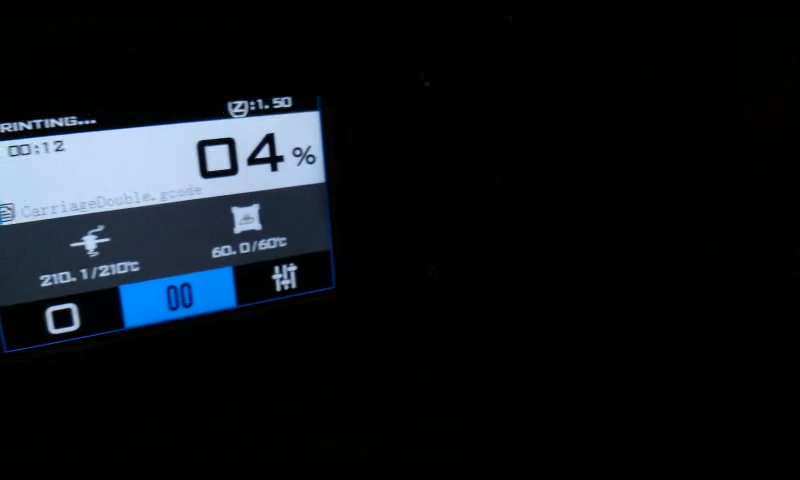 RINTING...
Z:1.50
00:12
04%
CarriageDouble.gcode
210.1/210℃
60.0/60℃